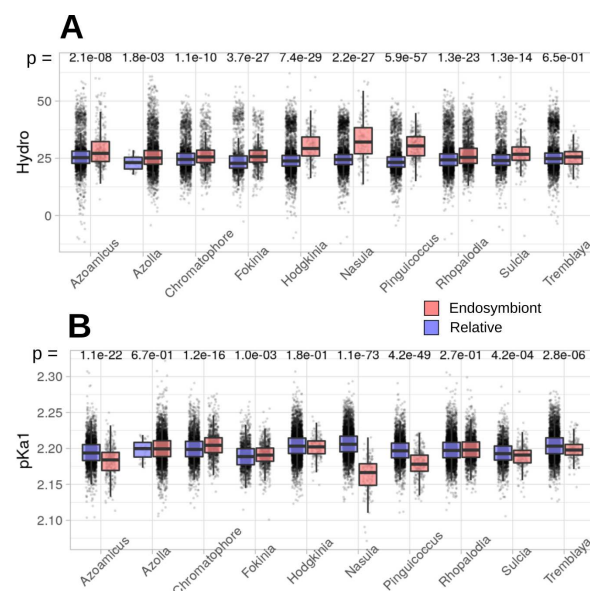 A
p = 2.1e-08 1.8e-03 1.1e-10 3.7e-27 7.4e-29 2.2e-27 5.9e-57 1.3e-23 1.3e-14 6.5e-01
Hydro
50
25
0
Azoamicus Azolla Chromatophore Fokinia Hodgkinia Nasuia Pinguicoccus Rhopalodia Sulcia Tremblaya
Endosymbiont
Relative
B
p = 1.1e-22 6.7e-01 1.2e-16 1.0e-03 1.8e-01 1.1e-73 4.2e-49 2.7e-01 4.2e-04 2.8e-06
pKa1
2.30
2.25
2.20
2.15
2.10
Azoamicus Azolla Chromatophore Fokinia Hodgkinia Nasuia Pinguicoccus Rhopalodia Sulcia Tremblaya